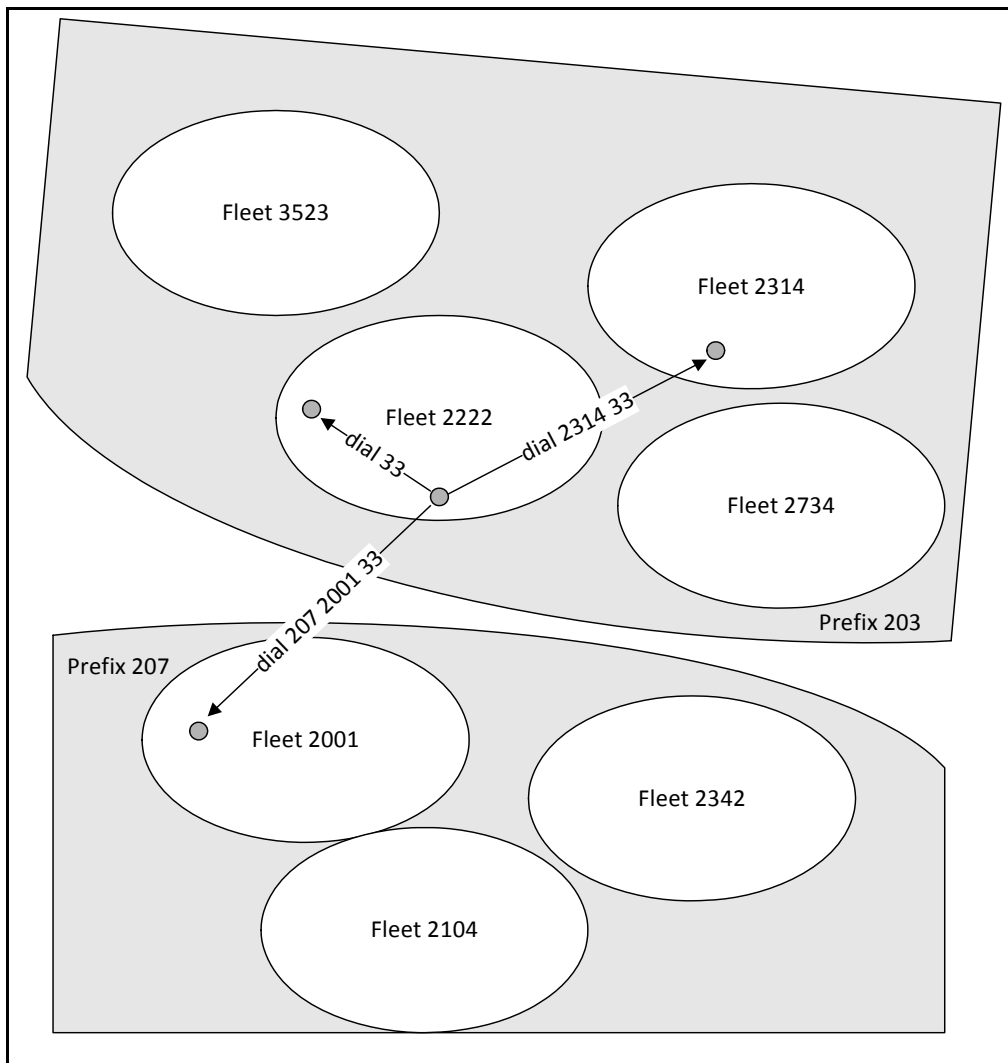 Fleet 3523
Fleet 2314
Fleet 2222
dial 2314 33
dial 33
Fleet 2734
dial 207 2001 33
Prefix 203
Prefix 207
Fleet 2001
Fleet 2342
Fleet 2104